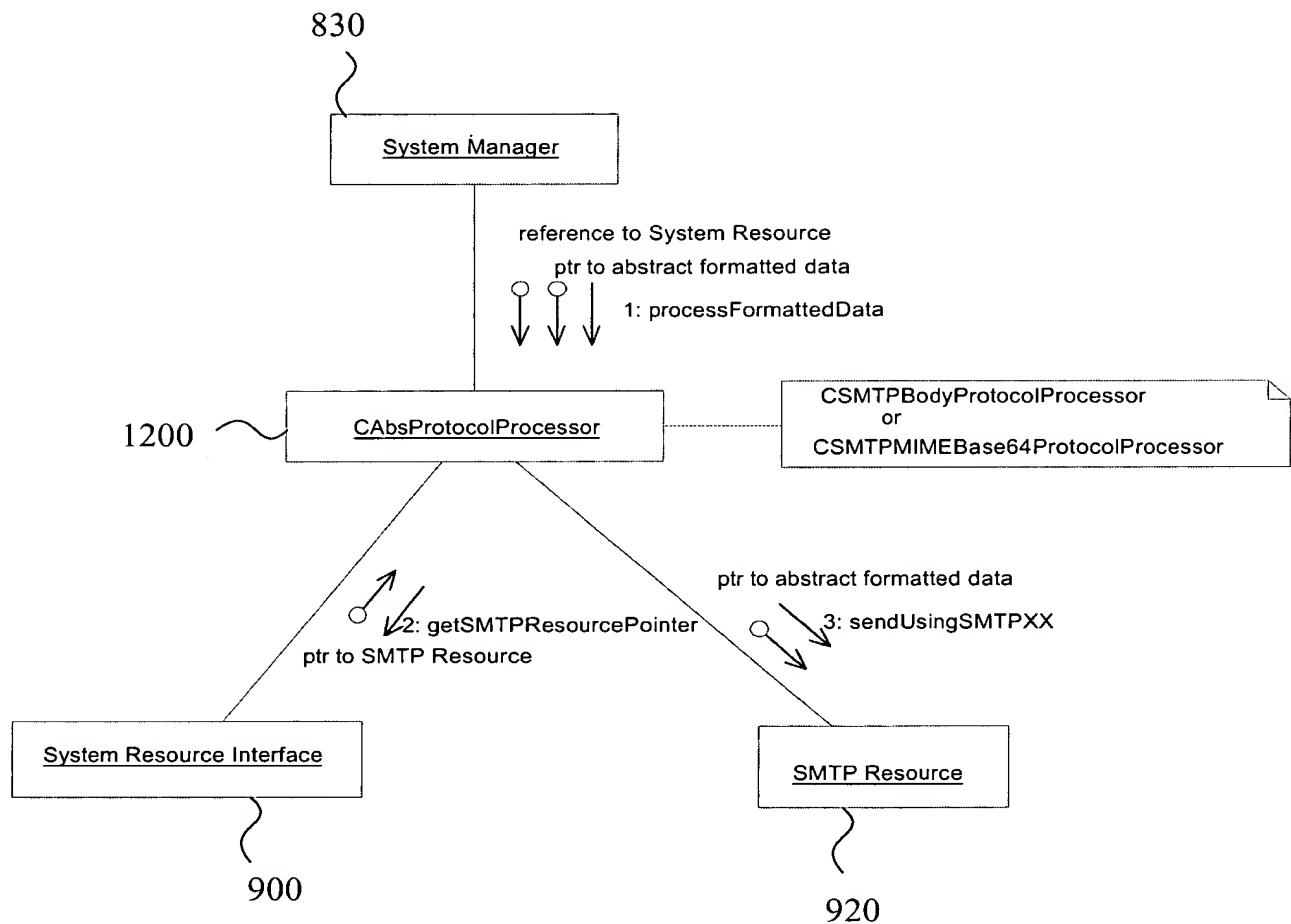 830
System Manager
reference to System Resource
ptr to abstract formatted data
1: processFormattedData
1200
CAbsProtocolProcessor
CSMTPBodyProtocolProcessor
or
CSMTPMIMEBase64ProtocolProcessor
ptr to abstract formatted data
2: getSMTPResourcePointer
3: sendUsingSMTPXX
ptr to SMTP Resource
System Resource Interface
SMTP Resource
900
920